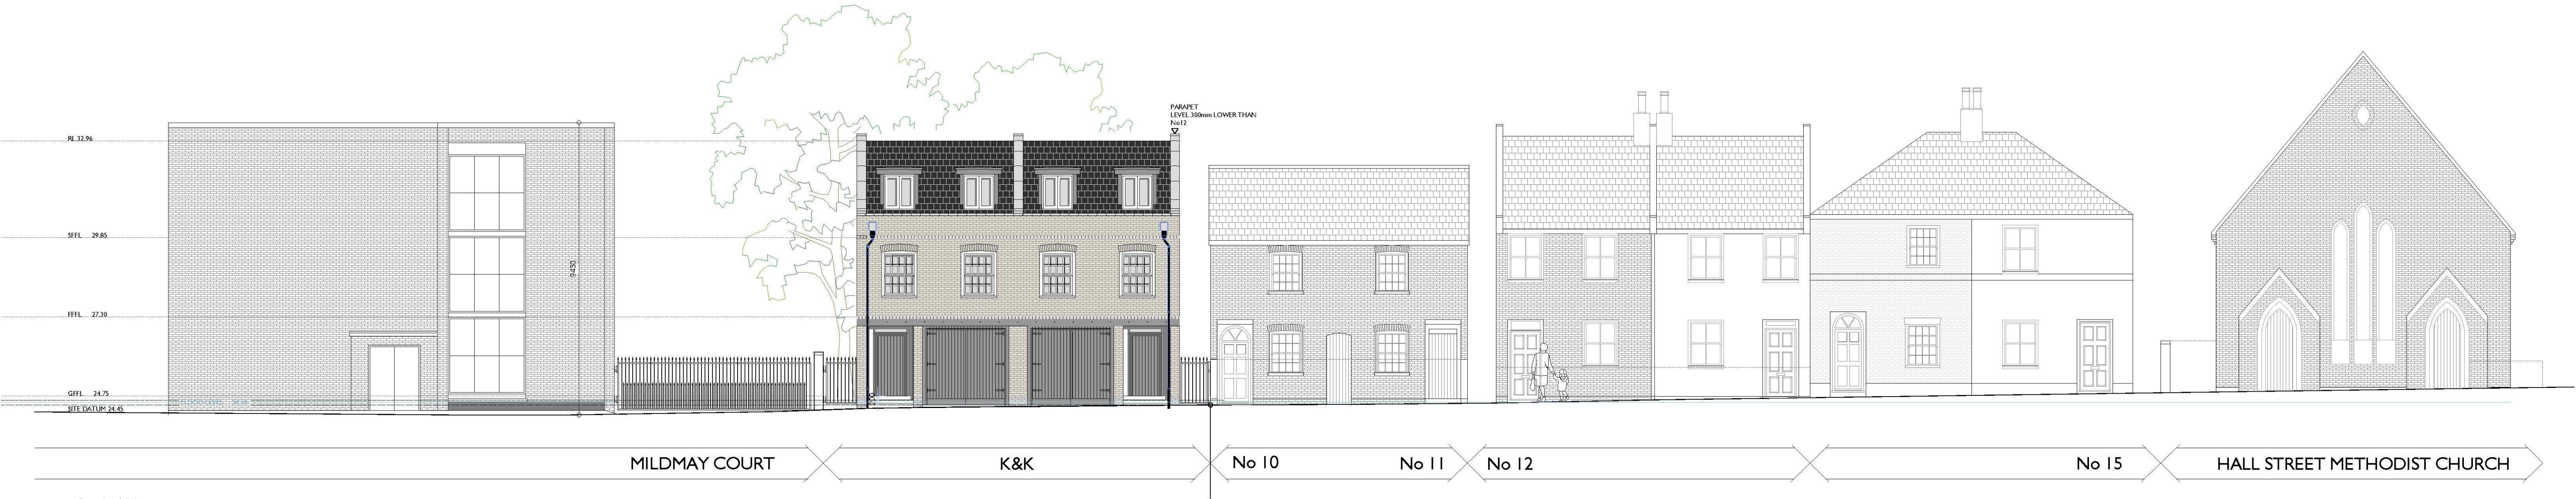 PARAPET
LEVEL 300mm LOWER THAN
No12
RL 32.96
SFFL 29.85
9430
FFFL 27.30
GFFL 24.75
SITE DATUM 24.45
MILDMAY COURT
K&K
No 10
No 11
No 12
No 15
HALL STREET METHODIST CHURCH